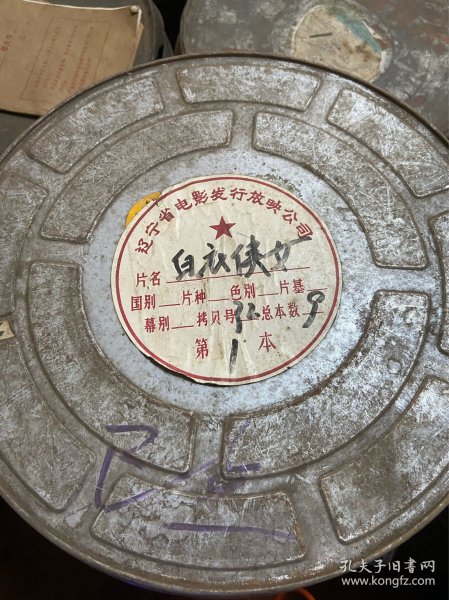 辽宁省电影发行放映公司
片名 白衣侠女
国别 片种 色别 片基
幕别 拷贝号 总本数 9
第 1 本
孔夫子旧书网
www.kongfz.com